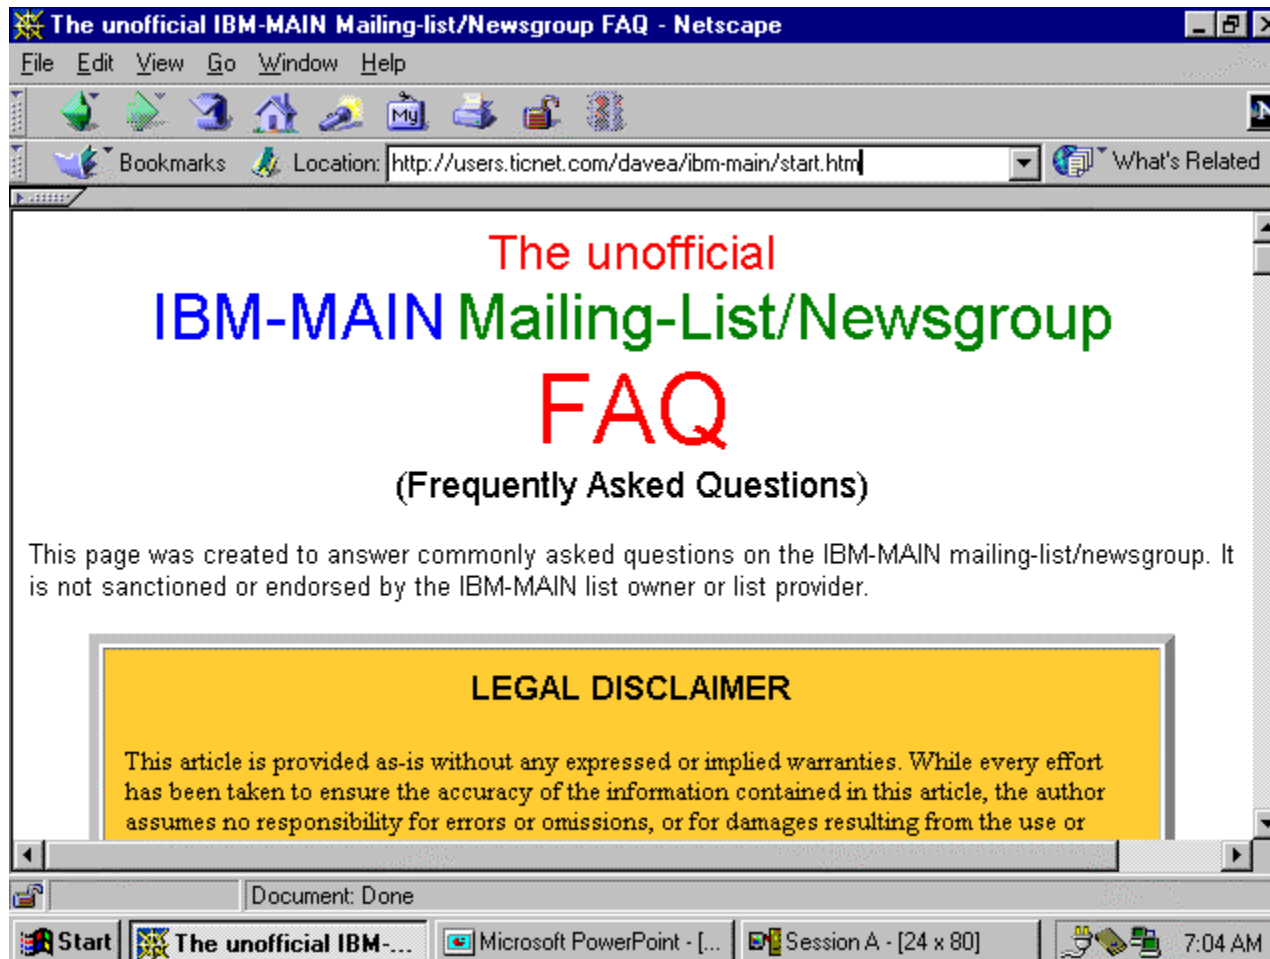 The unofficial IBM-MAIN Mailing-list/Newsgroup FAQ - Netscape
File Edit View Go Window Help
My
N
Bookmarks Location: http://users.ticnet.com/davea/ibm-main/start.htm What's Related
The unofficial
IBM-MAIN Mailing-List/Newsgroup
FAQ
(Frequently Asked Questions)
This page was created to answer commonly asked questions on the IBM-MAIN mailing-list/newsgroup. It
is not sanctioned or endorsed by the IBM-MAIN list owner or list provider.
LEGAL DISCLAIMER
This article is provided as-is without any expressed or implied warranties. While every effort
has been taken to ensure the accuracy of the information contained in this article, the author
assumes no responsibility for errors or omissions, or for damages resulting from the use or
Document: Done
Start The unofficial IBM-... Microsoft PowerPoint - [... Session A - [24 x 80] 7:04 AM